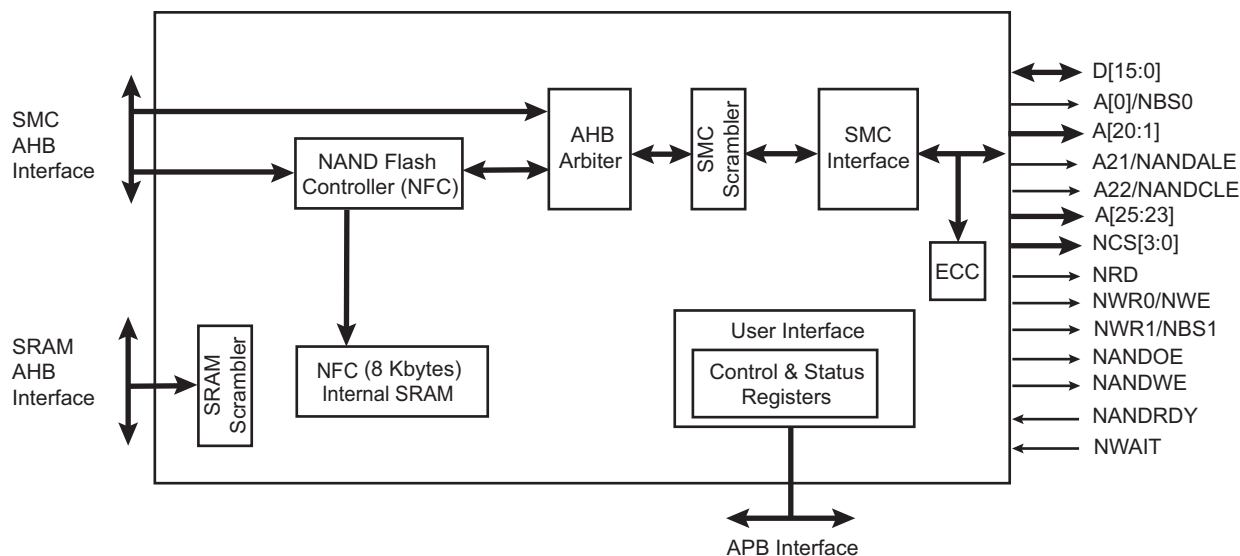 SMC
AHB
Interface
NAND Flash
Controller (NFC)
AHB
Arbiter
SMC
Scrambler
SMC
Interface
ECC
D[15:0]
A[0]/NBS0
A[20:1]
A21/NANDALE
A22/NANDCLE
A[25:23]
NCS[3:0]
NRD
NWR0/NWE
NWR1/NBS1
NANDOE
NANDWE
NANDRDY
NWAIT
SRAM
AHB
Interface
SRAM
Scrambler
NFC (8 Kbytes)
Internal SRAM
User Interface
Control & Status
Registers
APB Interface